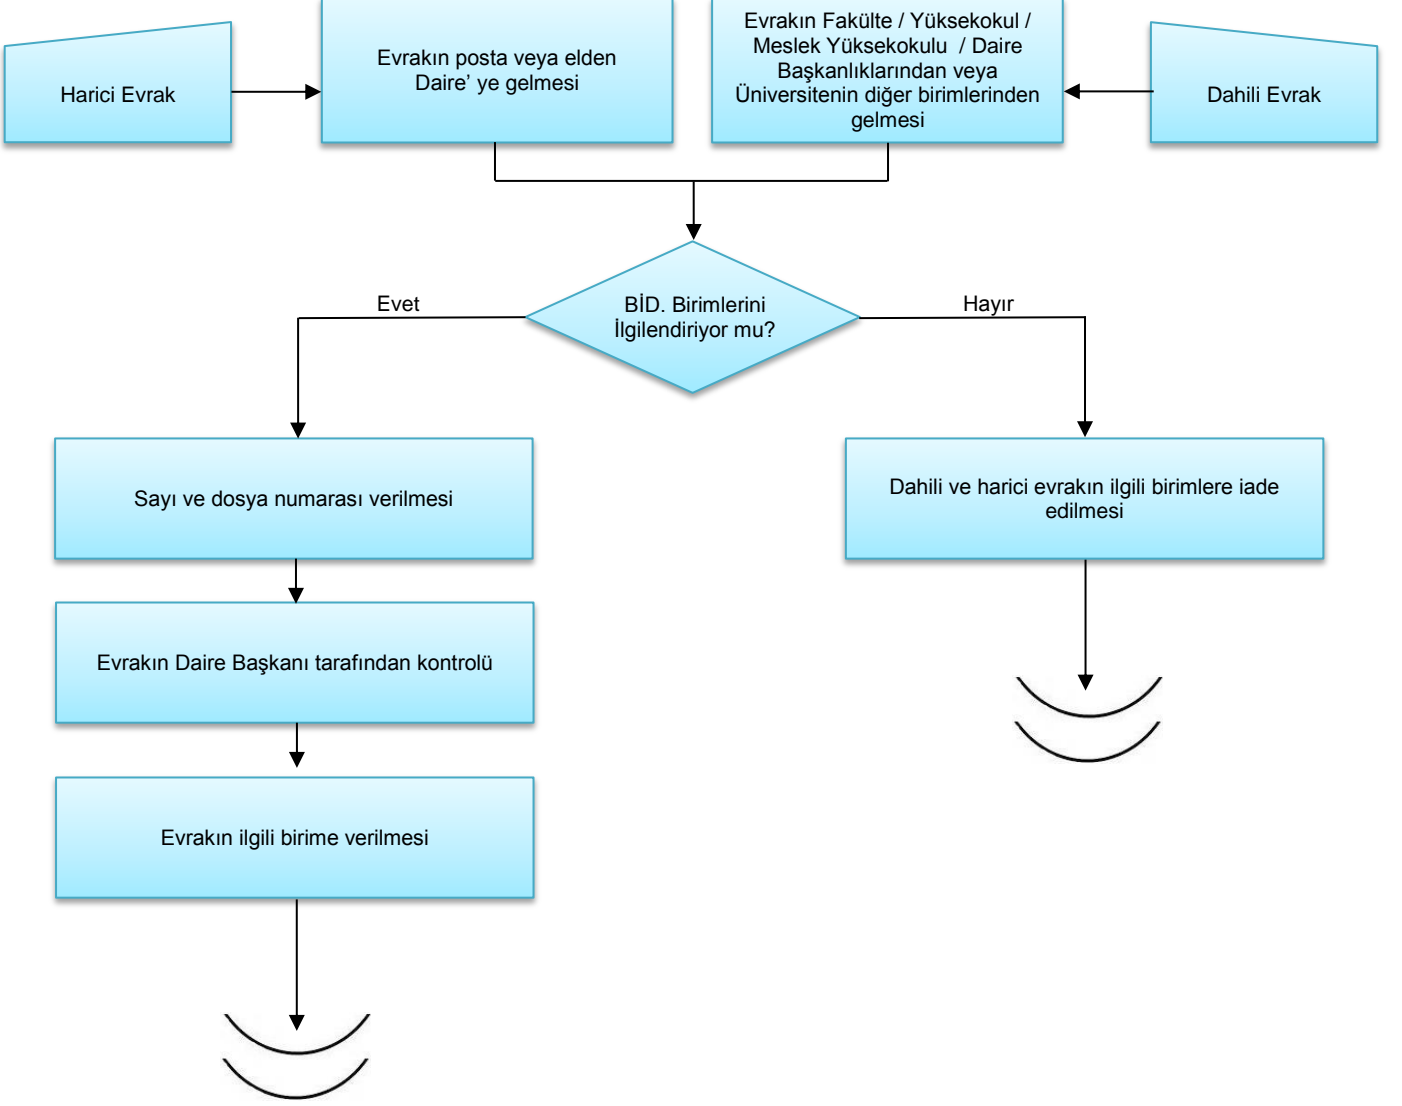 Harici Evrak
Evrakın posta veya elden
Daire’ ye gelmesi
Evrakın Fakülte / Yüksekokul /
Meslek Yüksekokulu / Daire
Başkanlıklarından veya
Üniversitenin diğer birimlerinden
gelmesi
Dahili Evrak
Evet
BİD. Birimlerini
İlgilendiriyor mu?
Hayır
Sayı ve dosya numarası verilmesi
Dahili ve harici evrakın ilgili birimlere iade
edilmesi
Evrakın Daire Başkanı tarafından kontrolü
Evrakın ilgili birime verilmesi